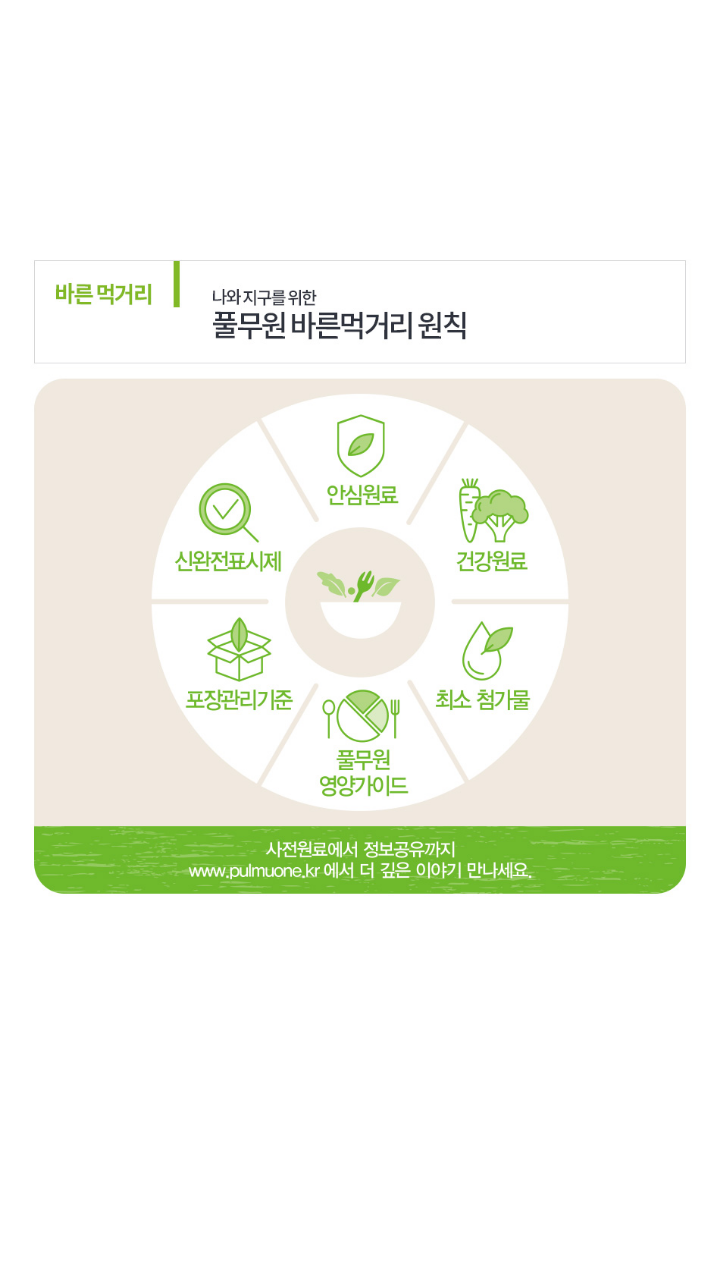 바른 먹거리
나와 지구를 위한
풀무원 바른먹거리 원칙
안심원료
건강원료
최소 첨가물
풀무원
영양가이드
포장관리기준
신완전표시제
사전원료에서 정보공유까지
www.pulmuone.kr 에서 더 깊은 이야기 만나세요.